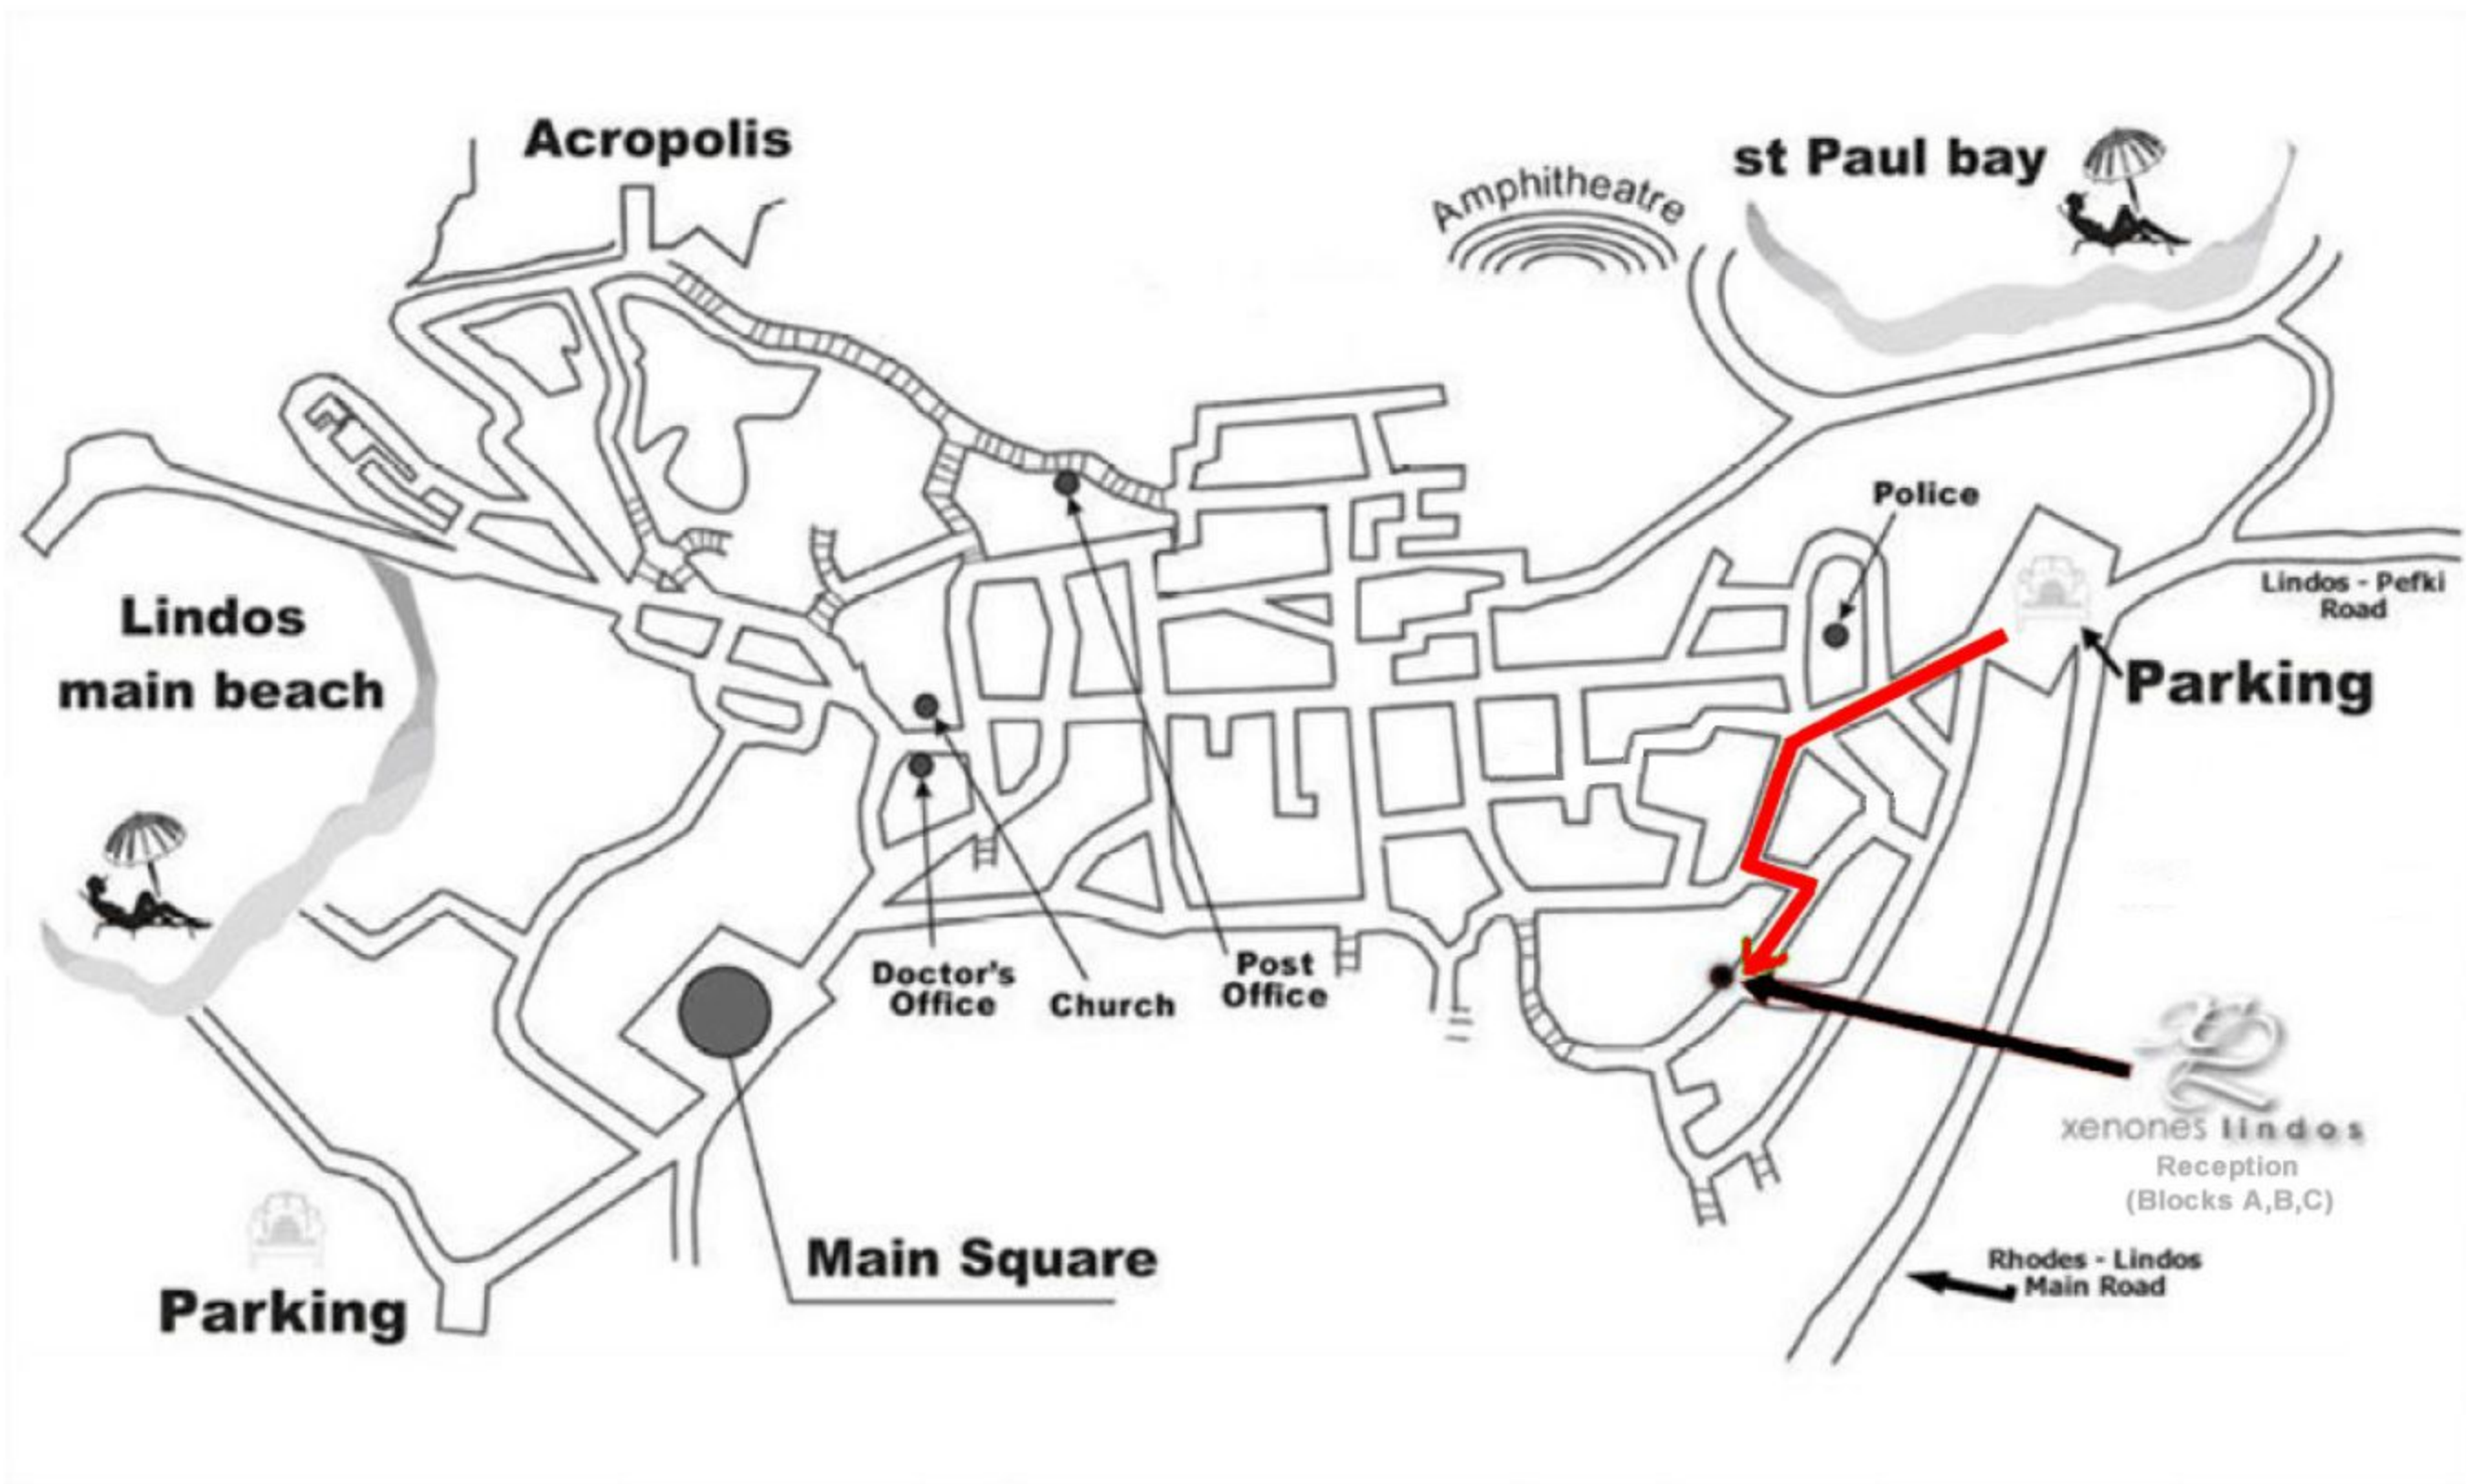 Acropolis
st Paul bay
Amphitheatre
Police
Lindos - Pefki
Road
Lindos
main beach
Parking
Doctor's
Office
Church
Post
Office
xenones lindos
Reception
(Blocks A,B,C)
Main Square
Rhodes - Lindos
Main Road
Parking